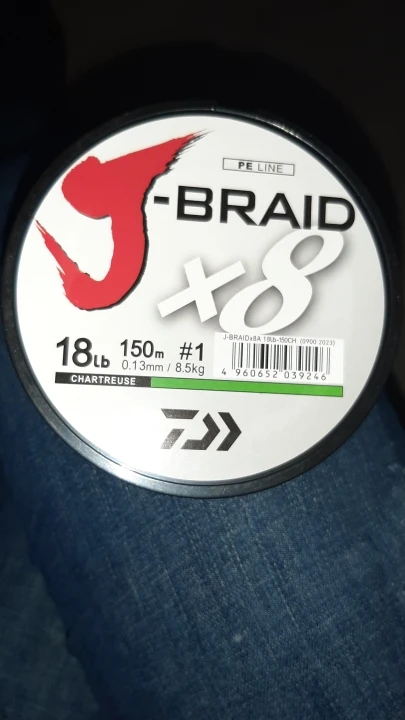 PE LINE
J-BRAID
x8
J-BRAIDx8A 18Lb-150CH (0900 2023)
18Lb 150m #1
0.13mm / 8.5kg
4 960652 039246
CHARTREUSE